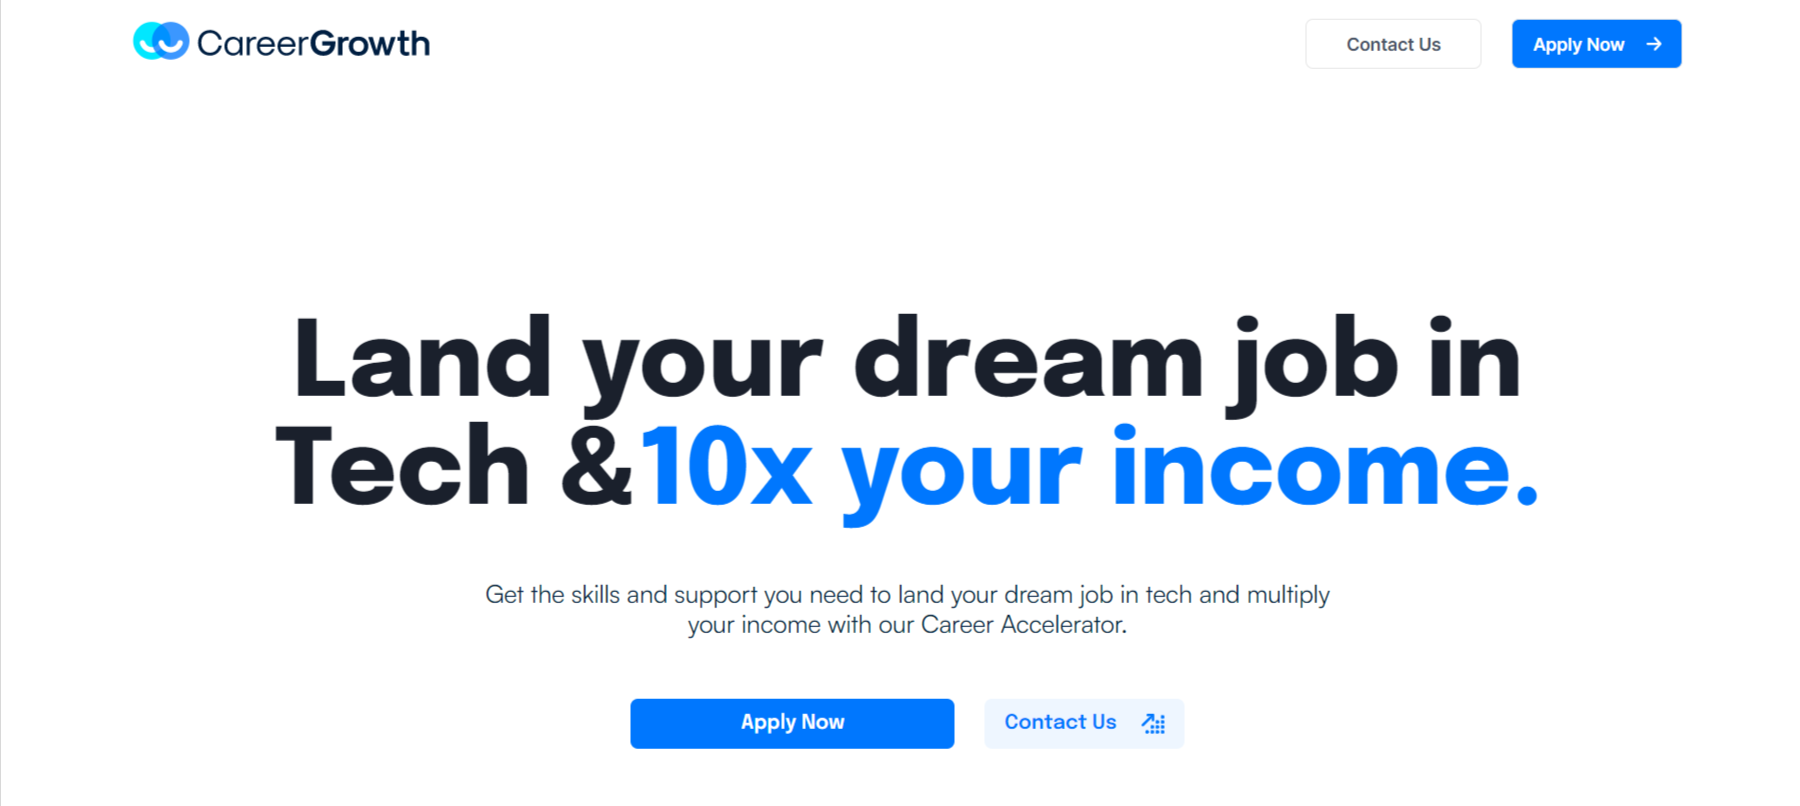 CareerGrowth
Contact Us
Apply Now
Land your dream job in
Tech &10x your income.
Get the skills and support you need to land your dream job in tech and multiply
your income with our Career Accelerator.
Apply Now
Contact Us